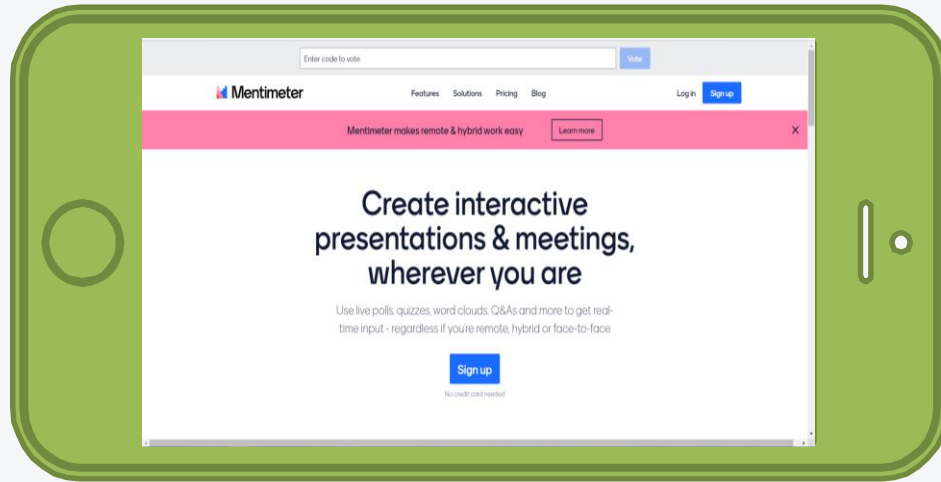 Enter code to vote Vote
Mentimeter Features Solutions Pricing Blog Log in Sign up
Mentimeter makes remote & hybrid work easy Learn more X
Create interactive
presentations & meetings,
wherever you are
Use live polls, quizzes, word clouds, Q&As and more to get real-
time input - regardless if you're remote, hybrid or face-to-face
Sign up
No credit card needed